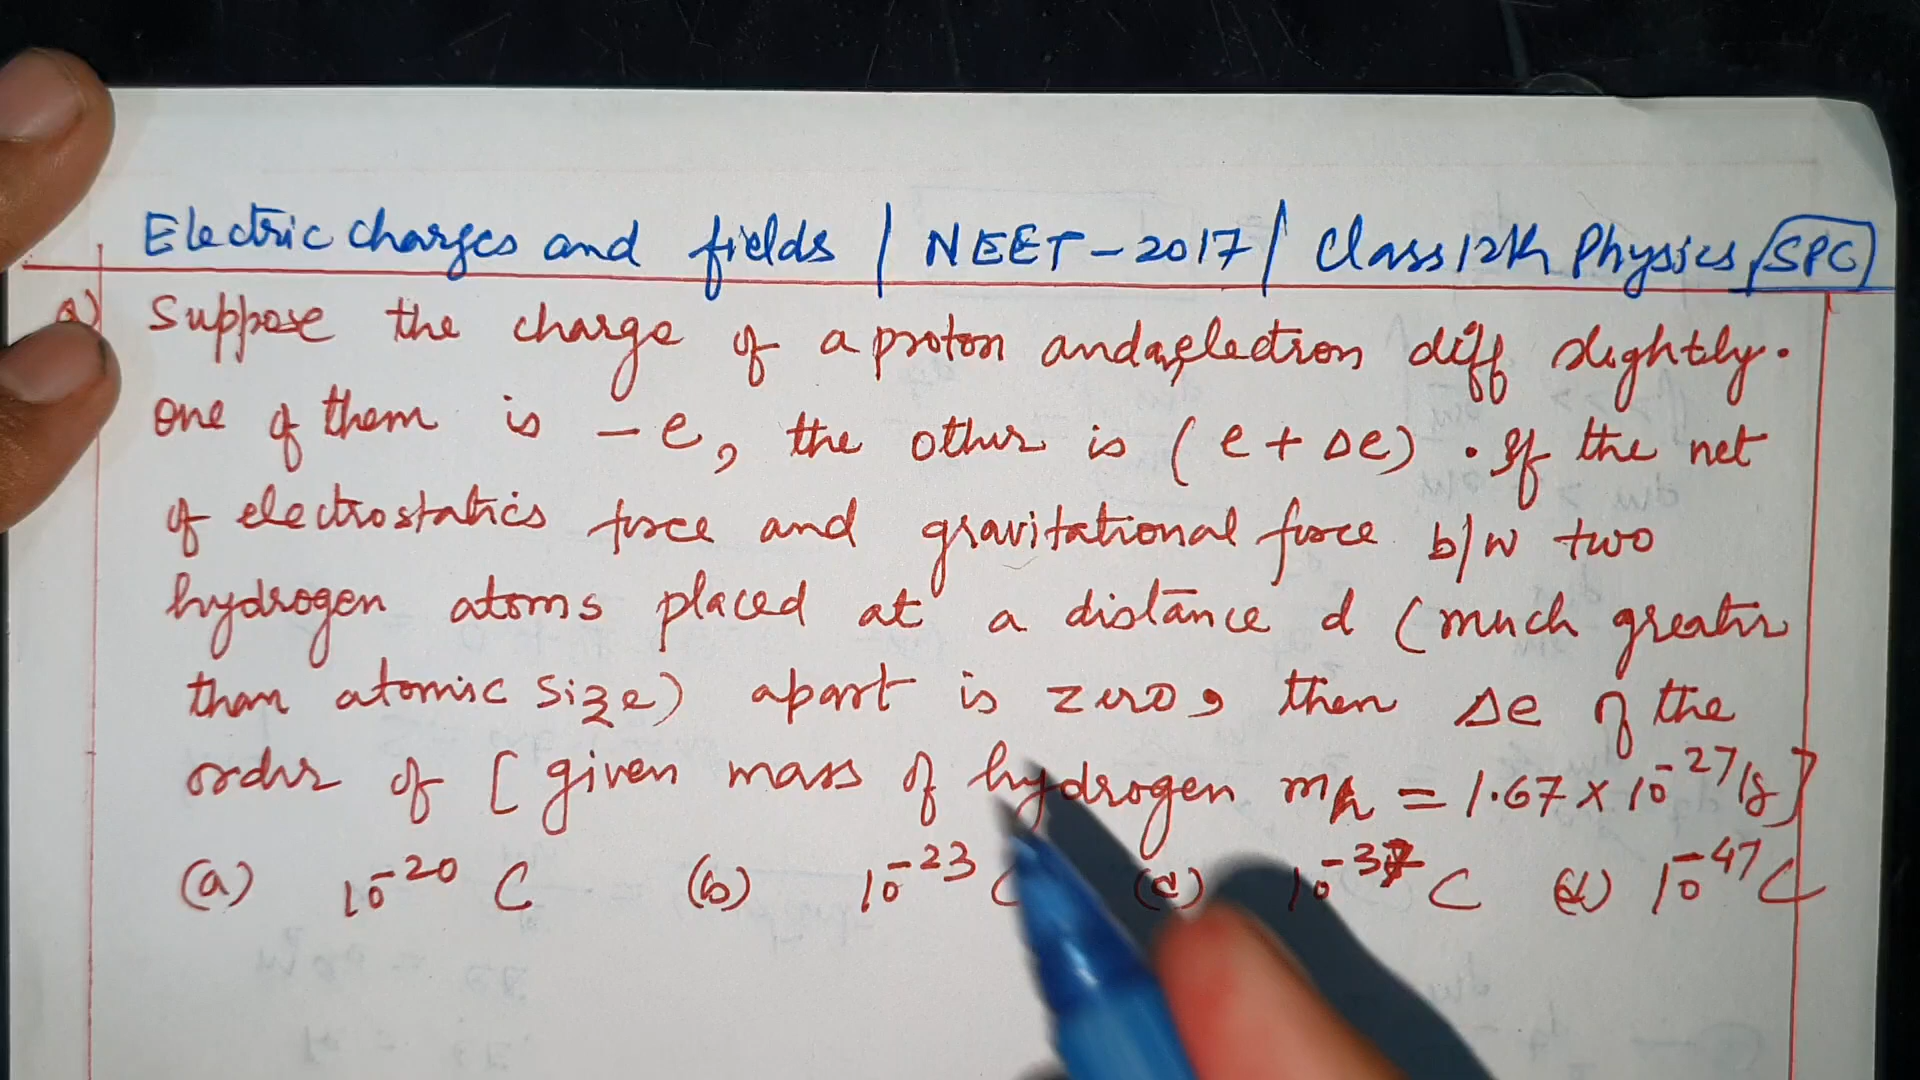 Electric charges and fields / NEET-2017 / Class 12th Physics / SPC
Q) Suppose the charge of a proton and an electron diff slightly.
One of them is -e, the other is (e+Δe). If the net
of electrostatics force and gravitational force b/w two
hydrogen atoms placed at a distance d (much greater
than atomic size) apart is zero, then Δe of the
order of [given mass of hydrogen mh = 1.67 x 10^-27 kg]
(a) 10^-20 C (b) 10^-23 C (c) 10^-37 C (d) 10^-47 C